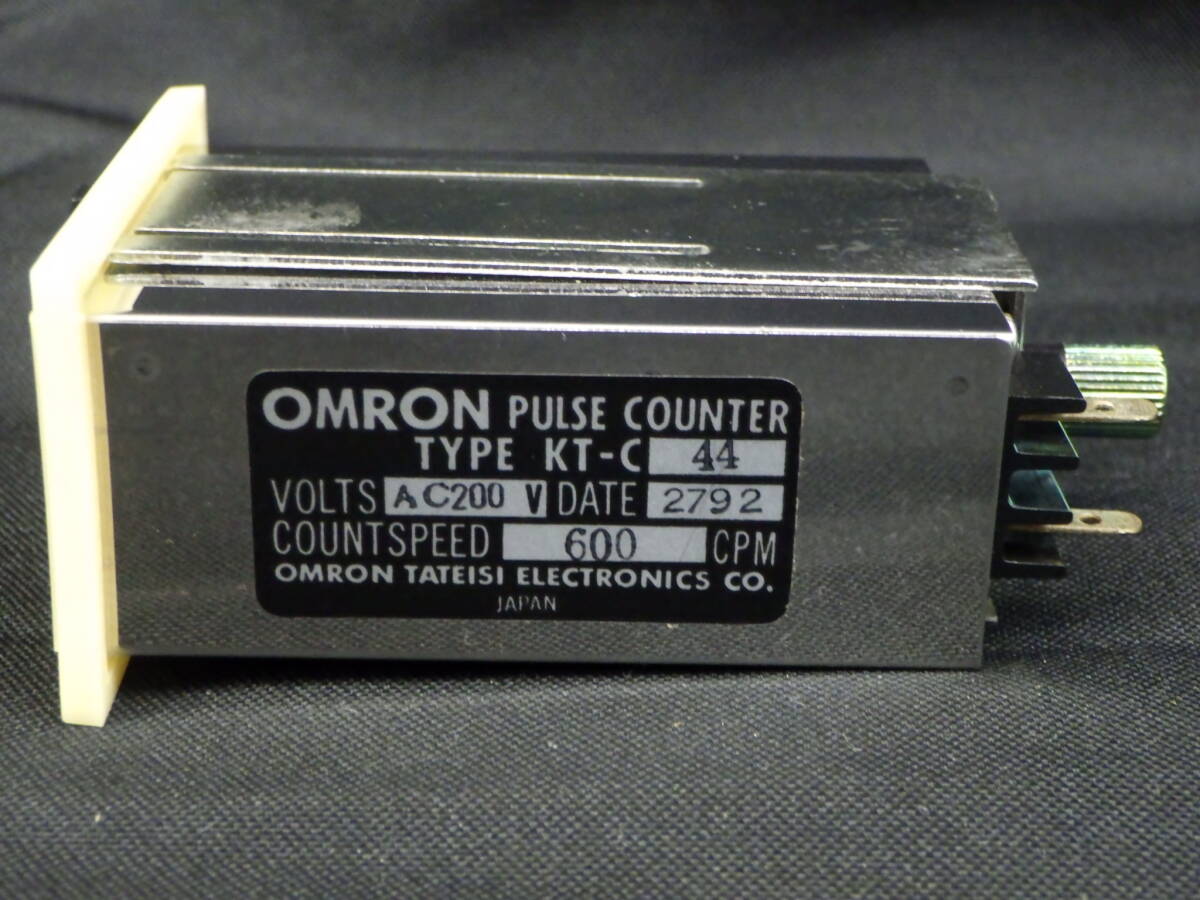 OMRON PULSE COUNTER
TYPE KT-C 44
VOLTS AC200 V DATE 2792
COUNTSPEED 600 CPM
OMRON TATEISI ELECTRONICS CO.
JAPAN